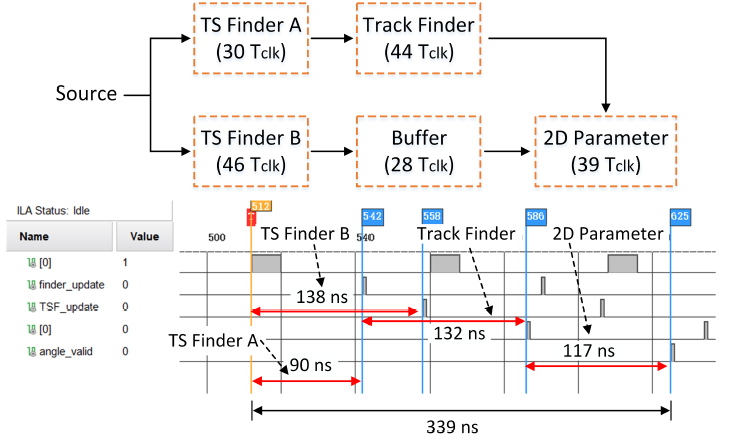 TS Finder A
(30 Tclk)
Track Finder
(44 Tclk)
Source
TS Finder B
(46 Tclk)
Buffer
(28 Tclk)
2D Parameter
(39 Tclk)
ILA Status: Idle
Name Value
[0] 1
finder_update 0
TSF_update 0
[0] 0
angle_valid 0
512
542
558
586
625
500
540
TS Finder B
Track Finder
2D Parameter
138 ns
132 ns
TS Finder A
90 ns
117 ns
339 ns